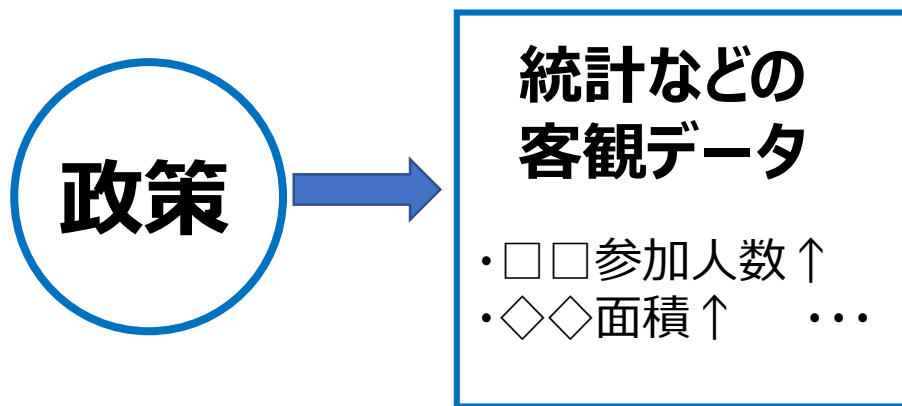 政策
統計などの
客観データ
・□□参加人数↑
・◇◇面積↑　・・・